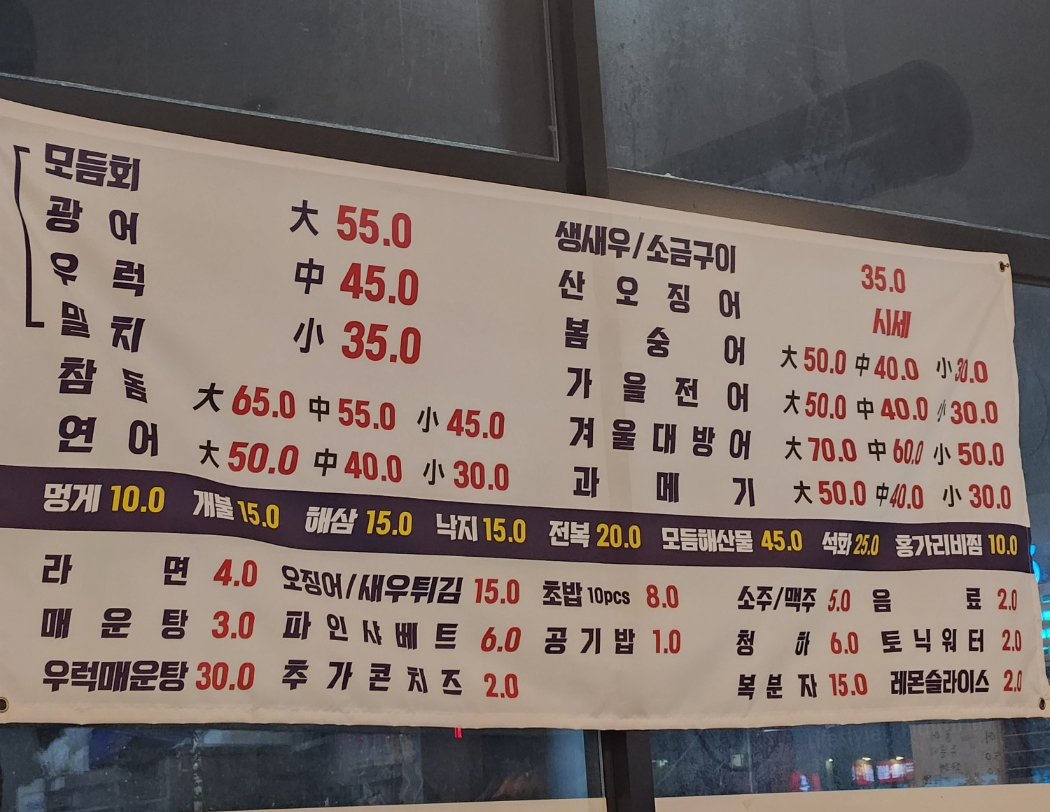 모듬회
광어 大 55.0
우럭 中 45.0
밀치 小 35.0
참돔 大 65.0 中 55.0 小 45.0
연어 大 50.0 中 40.0 小 30.0
생새우/소금구이 35.0
산오징어 시세
봄숭어 大 50.0 中 40.0 小 30.0
가을전어 大 50.0 中 40.0 小 30.0
겨울대방어 大 70.0 中 60.0 小 50.0
과메기 大 50.0 中 40.0 小 30.0
멍게 10.0 개불 15.0 해삼 15.0 낙지 15.0 전복 20.0 모듬해산물 45.0 석화 25.0 홍가리비찜 10.0
라면 4.0 오징어/새우튀김 15.0 초밥 10pcs 8.0 소주/맥주 5.0 음료 2.0
매운탕 3.0 파인샤베트 6.0 공기밥 1.0 청하 6.0 토닉워터 2.0
우럭매운탕 30.0 추가콘치즈 2.0 복분자 15.0 레몬슬라이스 2.0